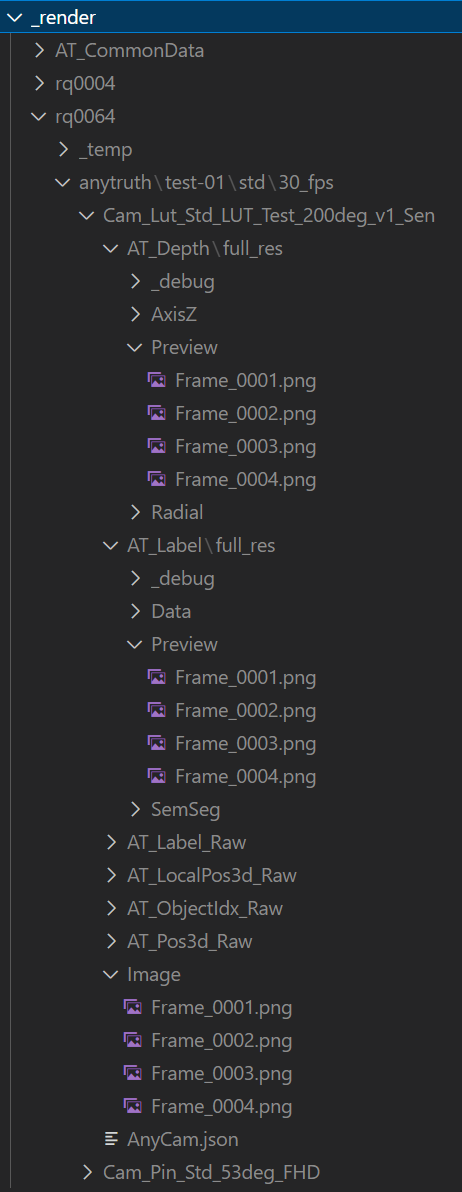 _render
AT_CommonData
rq0004
rq0064
_temp
anytruth\test-01\std\30_fps
Cam_Lut_Std_LUT_Test_200deg_v1_Sen
AT_Depth\full_res
_debug
AxisZ
Preview
Frame_0001.png
Frame_0002.png
Frame_0003.png
Frame_0004.png
Radial
AT_Label\full_res
_debug
Data
Preview
Frame_0001.png
Frame_0002.png
Frame_0003.png
Frame_0004.png
SemSeg
AT_Label_Raw
AT_LocalPos3d_Raw
AT_ObjectIdx_Raw
AT_Pos3d_Raw
Image
Frame_0001.png
Frame_0002.png
Frame_0003.png
Frame_0004.png
AnyCam.json
Cam_Pin_Std_53deg_FHD